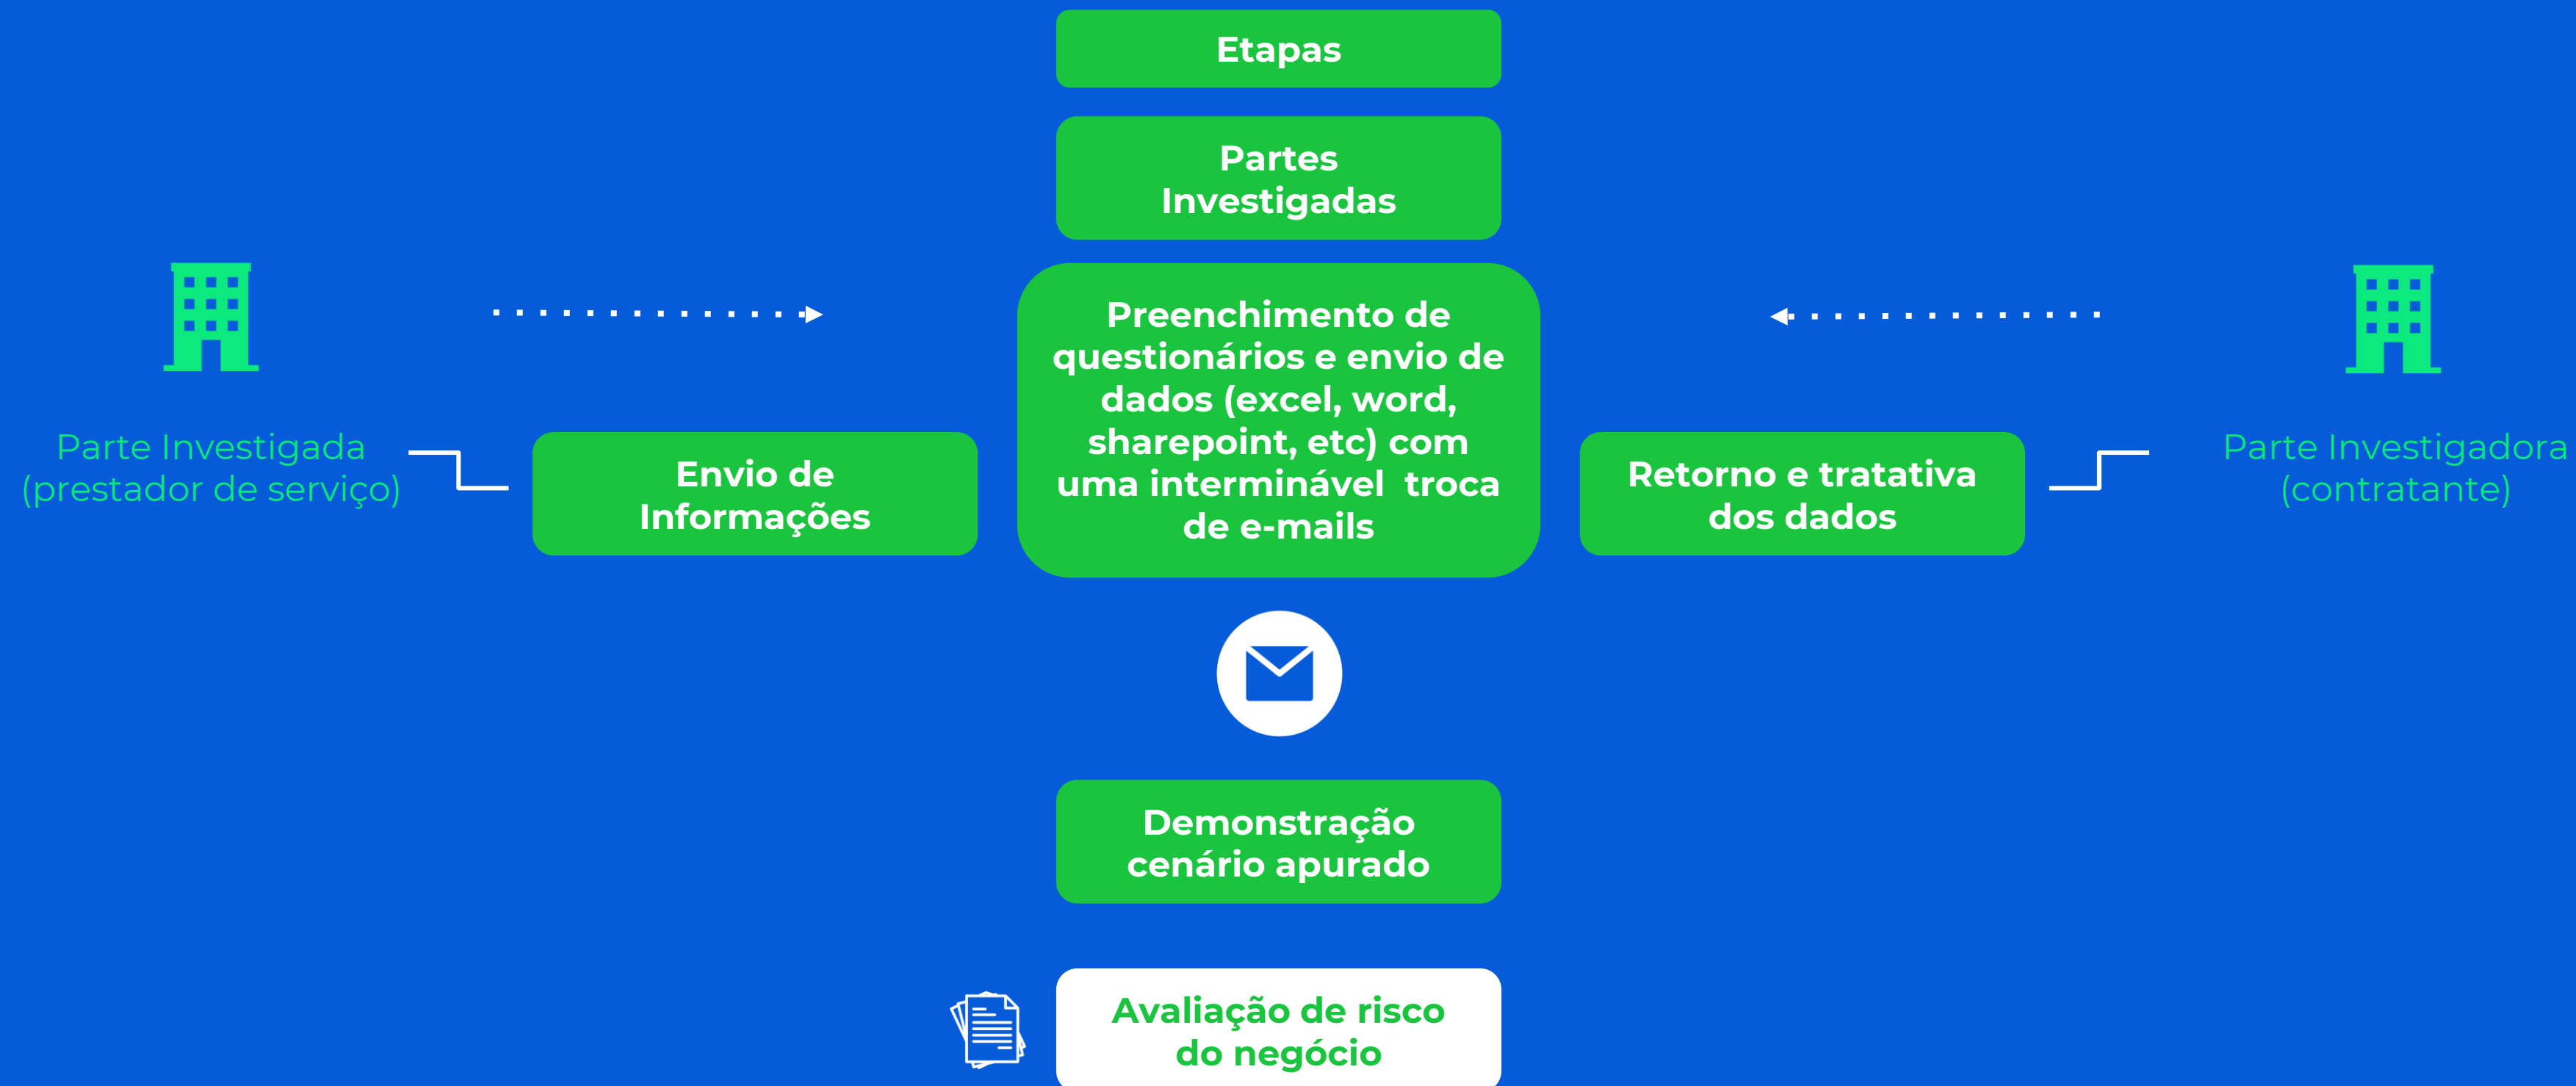 Etapas
Partes
Investigadas
Parte Investigada
(prestador de serviço)
Envio de
Informações
Preenchimento de
questionários e envio de
dados (excel, word,
sharepoint, etc) com
uma interminável  troca
de e-mails
Retorno e tratativa
dos dados
Parte Investigadora
(contratante)
Demonstração
cenário apurado
Avaliação de risco
do negócio